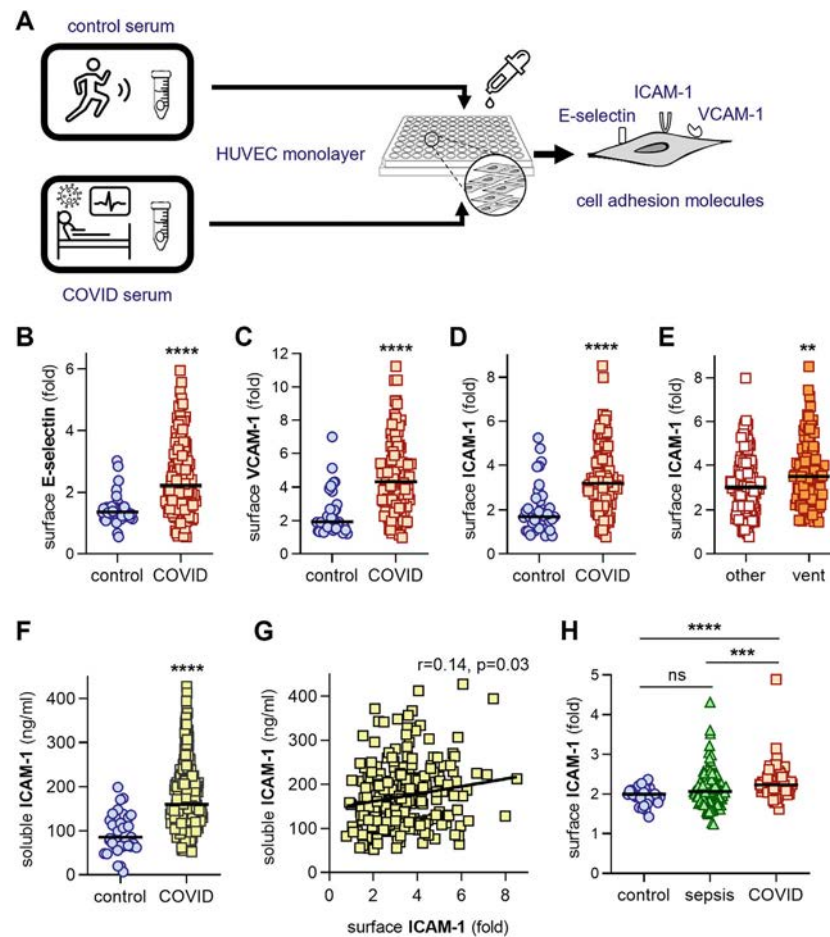 A
control serum
COVID serum
HUVEC monolayer
E-selectin
ICAM-1
VCAM-1
cell adhesion molecules
B
surface E-selectin (fold)
6
4
2
0
****
control COVID
C
surface VCAM-1 (fold)
12
10
8
6
4
2
0
****
control COVID
D
surface ICAM-1 (fold)
8
6
4
2
0
****
control COVID
E
surface ICAM-1 (fold)
8
6
4
2
0
**
other vent
F
soluble ICAM-1 (ng/ml)
400
300
200
100
0
****
control COVID
G
soluble ICAM-1 (ng/ml)
400
300
200
100
0
r=0.14, p=0.03
0 2 4 6 8
surface ICAM-1 (fold)
H
surface ICAM-1 (fold)
5
4
3
2
1
0
****
***
ns
control sepsis COVID